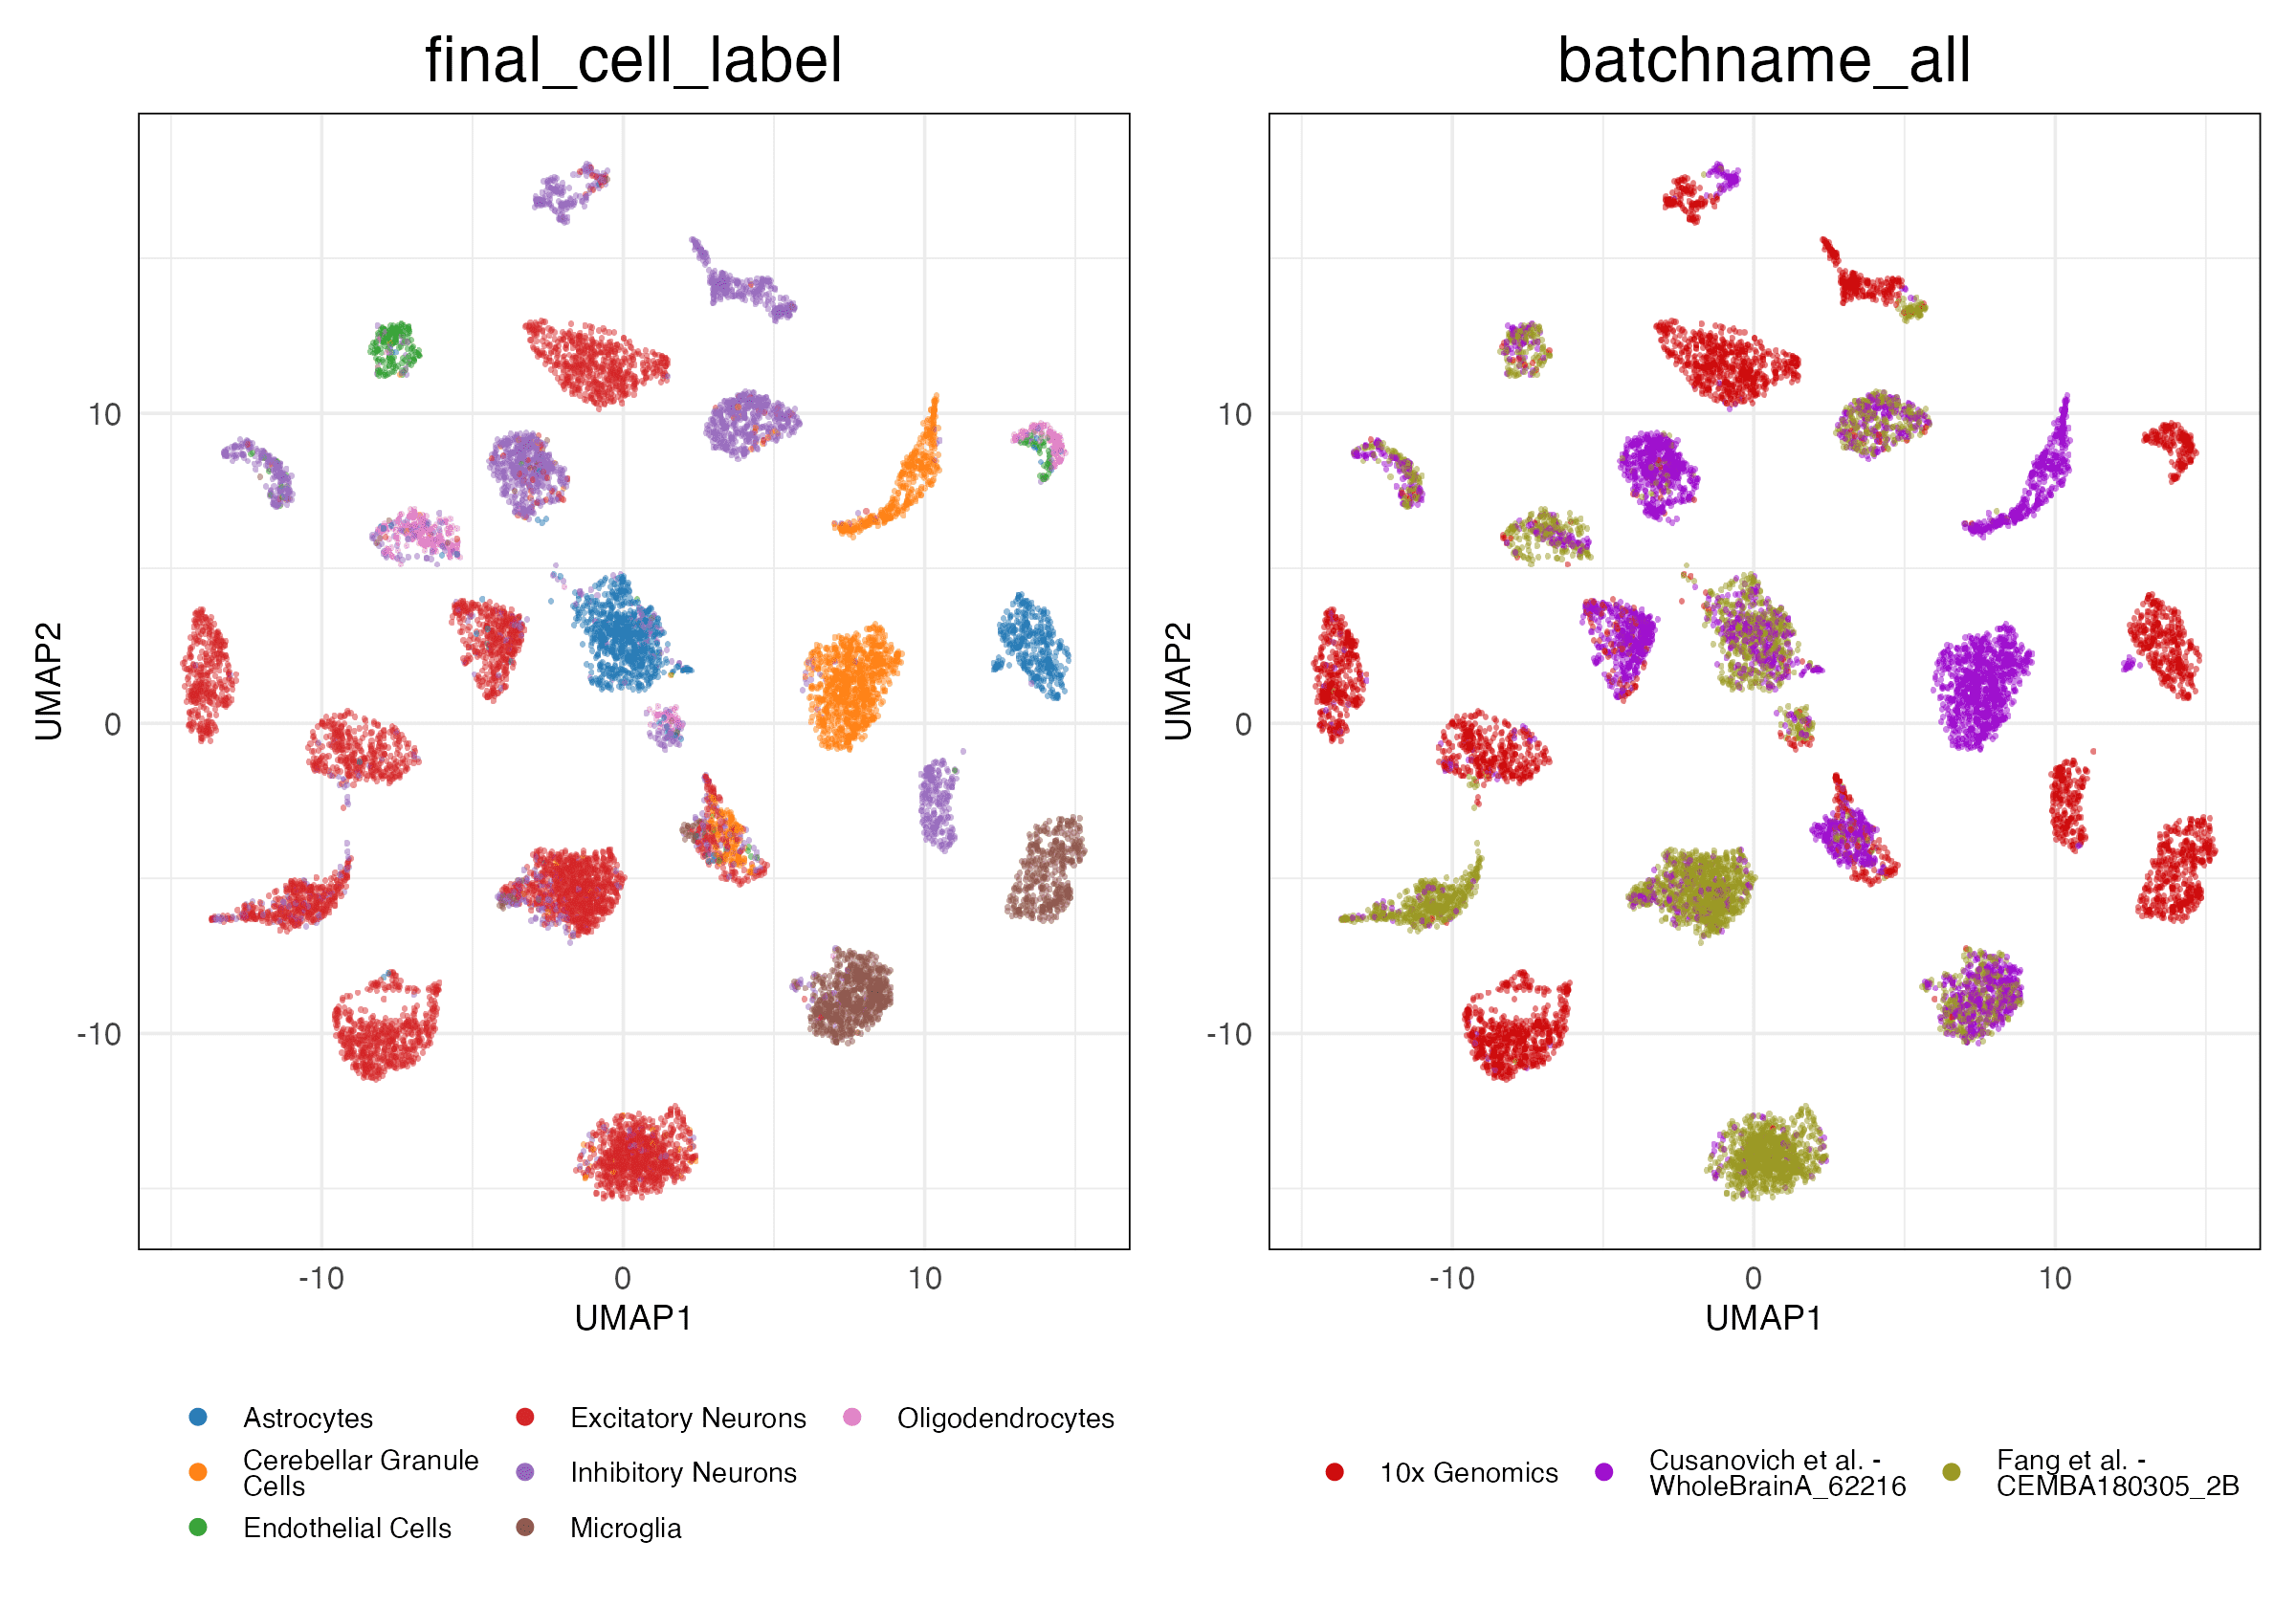 final_cell_label
batchname_all
10
0
-10
UMAP2
-10
0
10
UMAP1
10
0
-10
UMAP2
-10
0
10
UMAP1
Astrocytes
Cerebellar Granule
Cells
Endothelial Cells
Excitatory Neurons
Inhibitory Neurons
Microglia
Oligodendrocytes
10x Genomics
Cusanovich et al. -
WholeBrainA_62216
Fang et al. -
CEMBA180305_2B